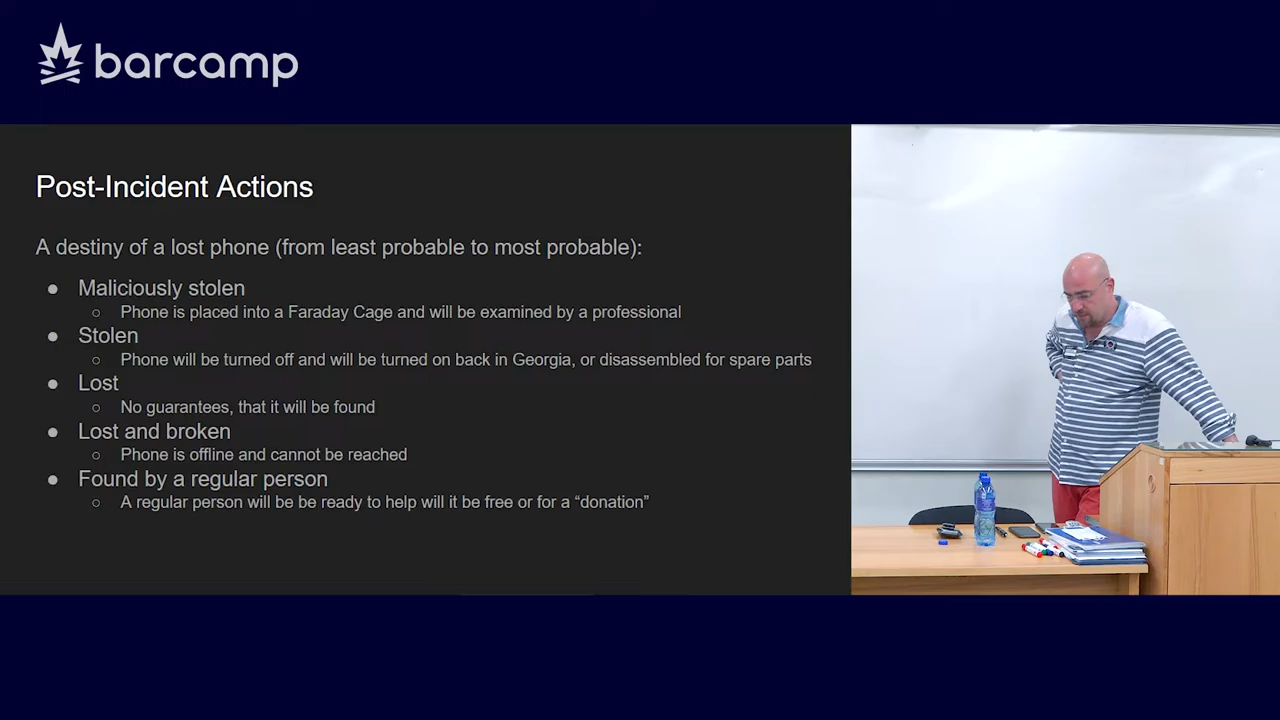 barcamp
Post-Incident Actions
A destiny of a lost phone (from least probable to most probable):
● Maliciously stolen
○ Phone is placed into a Faraday Cage and will be examined by a professional
● Stolen
○ Phone will be turned off and will be turned on back in Georgia, or disassembled for spare parts
● Lost
○ No guarantees, that it will be found
● Lost and broken
○ Phone is offline and cannot be reached
● Found by a regular person
○ A regular person will be be ready to help will it be free or for a “donation”